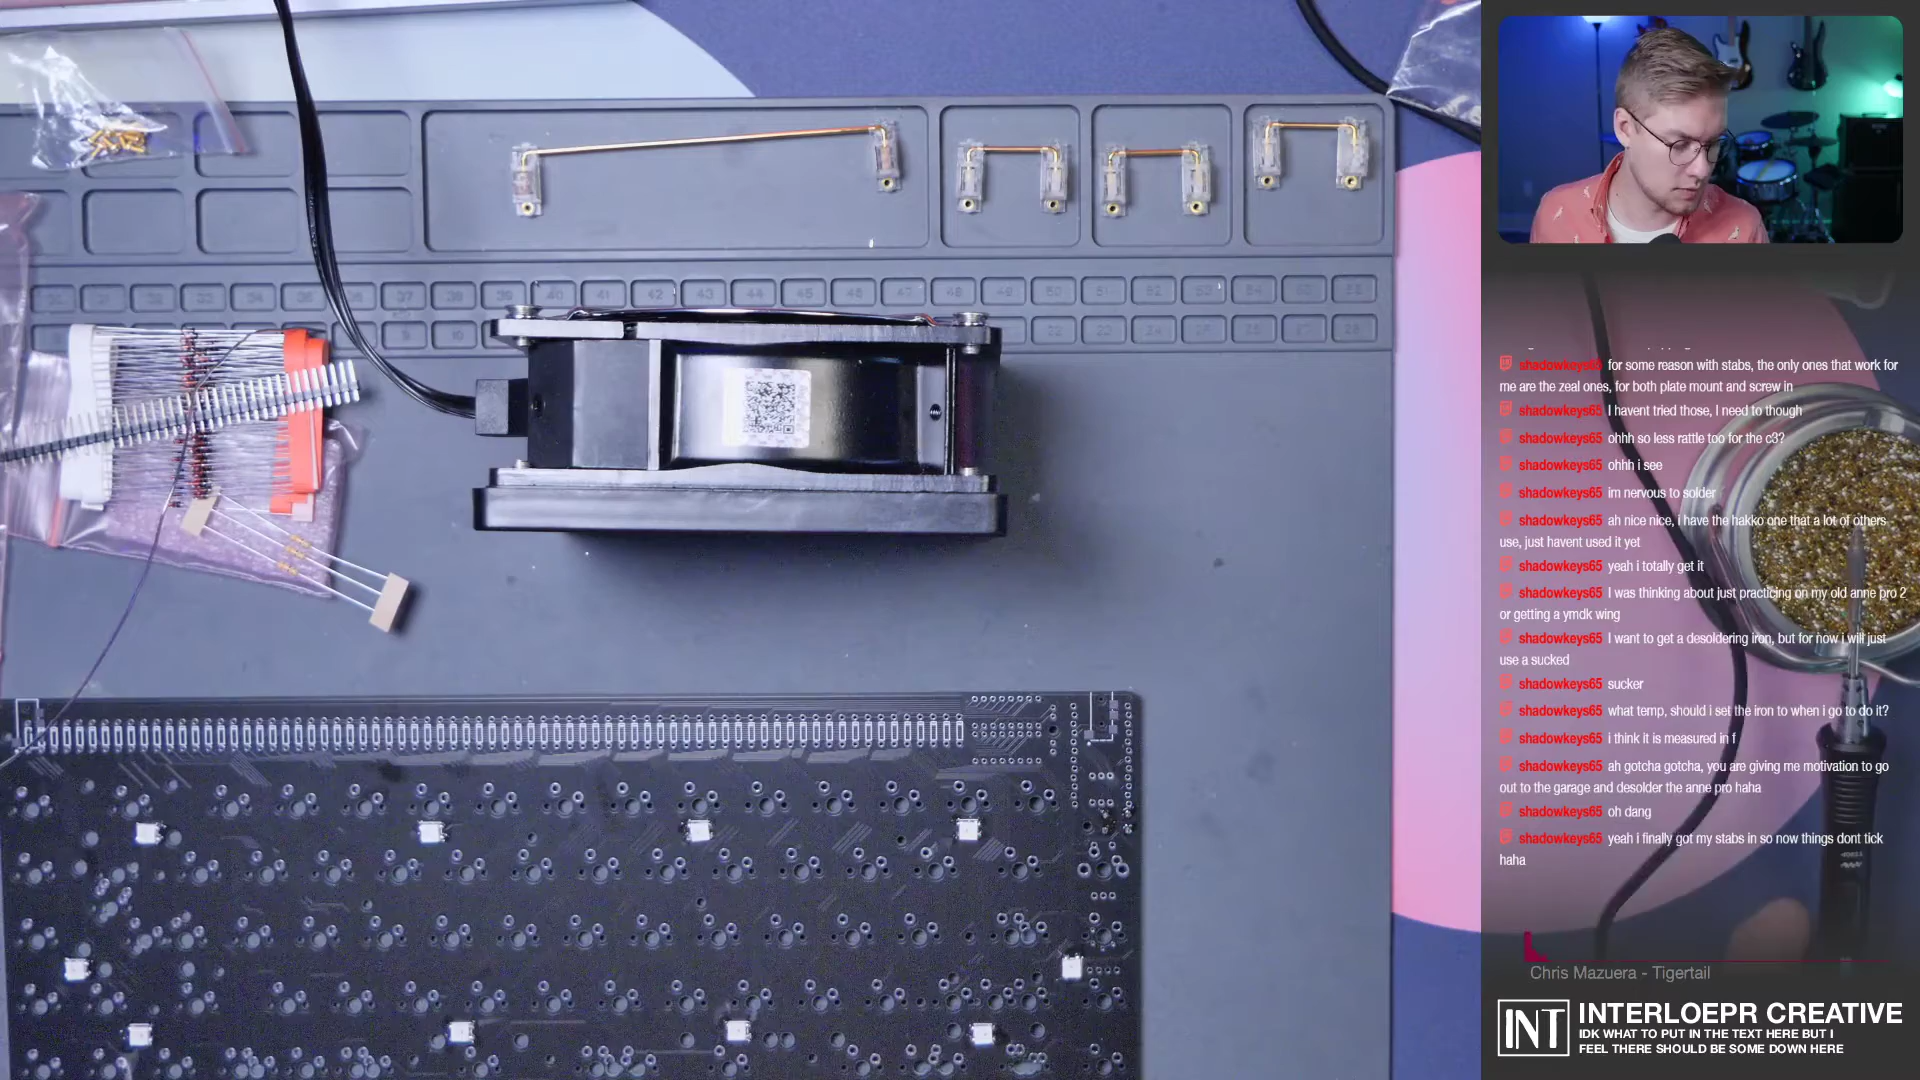 shadowkeys65 for some reason with stabs, the only ones that work for
me are the zeal ones, for both plate mount and screw in
shadowkeys65 I havent tried those, I need to though
shadowkeys65 ohhh so less rattle too for the c3?
shadowkeys65 ohhh i see
shadowkeys65 im nervous to solder
shadowkeys65 ah nice nice, i have the hakko one that a lot of others
use, just havent used it yet
shadowkeys65 yeah i totally get it
shadowkeys65 I was thinking about just practicing on my old anne pro 2
or getting a ymdk wing
shadowkeys65 I want to get a desoldering iron, but for now i will just
use a sucked
shadowkeys65 sucker
shadowkeys65 what temp, should i set the iron to when i go to do it?
shadowkeys65 i think it is measured in f
shadowkeys65 ah gotcha gotcha, you are giving me motivation to go
out to the garage and desolder the anne pro haha
shadowkeys65 oh dang
shadowkeys65 yeah i finally got my stabs in so now things dont tick
haha
Chris Mazuera - Tigertail
INT
INTERLOEPR CREATIVE
IDK WHAT TO PUT IN THE TEXT HERE BUT I
FEEL THERE SHOULD BE SOME DOWN HERE